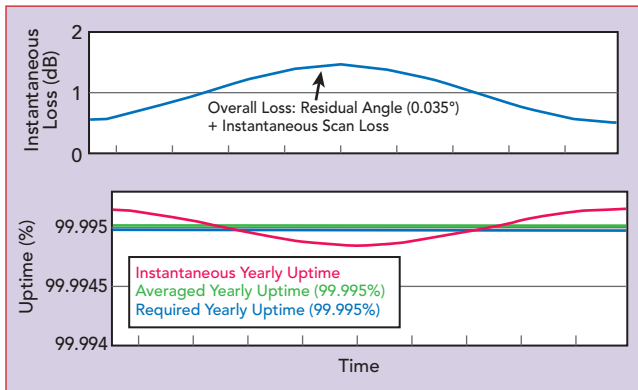 2
1
0
Instantaneous
Loss (dB)
Overall Loss: Residual Angle (0.035°)
+ Instantaneous Scan Loss
99.995
99.9945
99.994
Uptime (%)
Instantaneous Yearly Uptime
Averaged Yearly Uptime (99.995%)
Required Yearly Uptime (99.995%)
Time